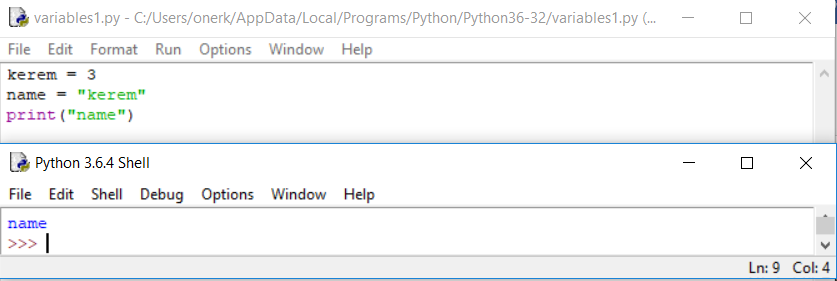 variables1.py - C:/Users/onerk/AppData/Local/Programs/Python/Python36-32/variables1.py (...
File Edit Format Run Options Window Help
kerem = 3
name = "kerem"
print("name")
Python 3.6.4 Shell
File Edit Shell Debug Options Window Help
name
>>>
Ln: 9 Col: 4